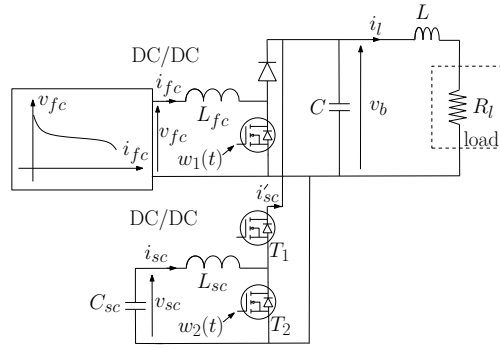 DC/DC
i_l
L
i_fc
v_fc
L_fc
v_fc
i_fc
C
v_b
R_l
load
w_1(t)
DC/DC
i'_sc
T_1
i_sc
L_sc
C_sc
v_sc
w_2(t)
T_2